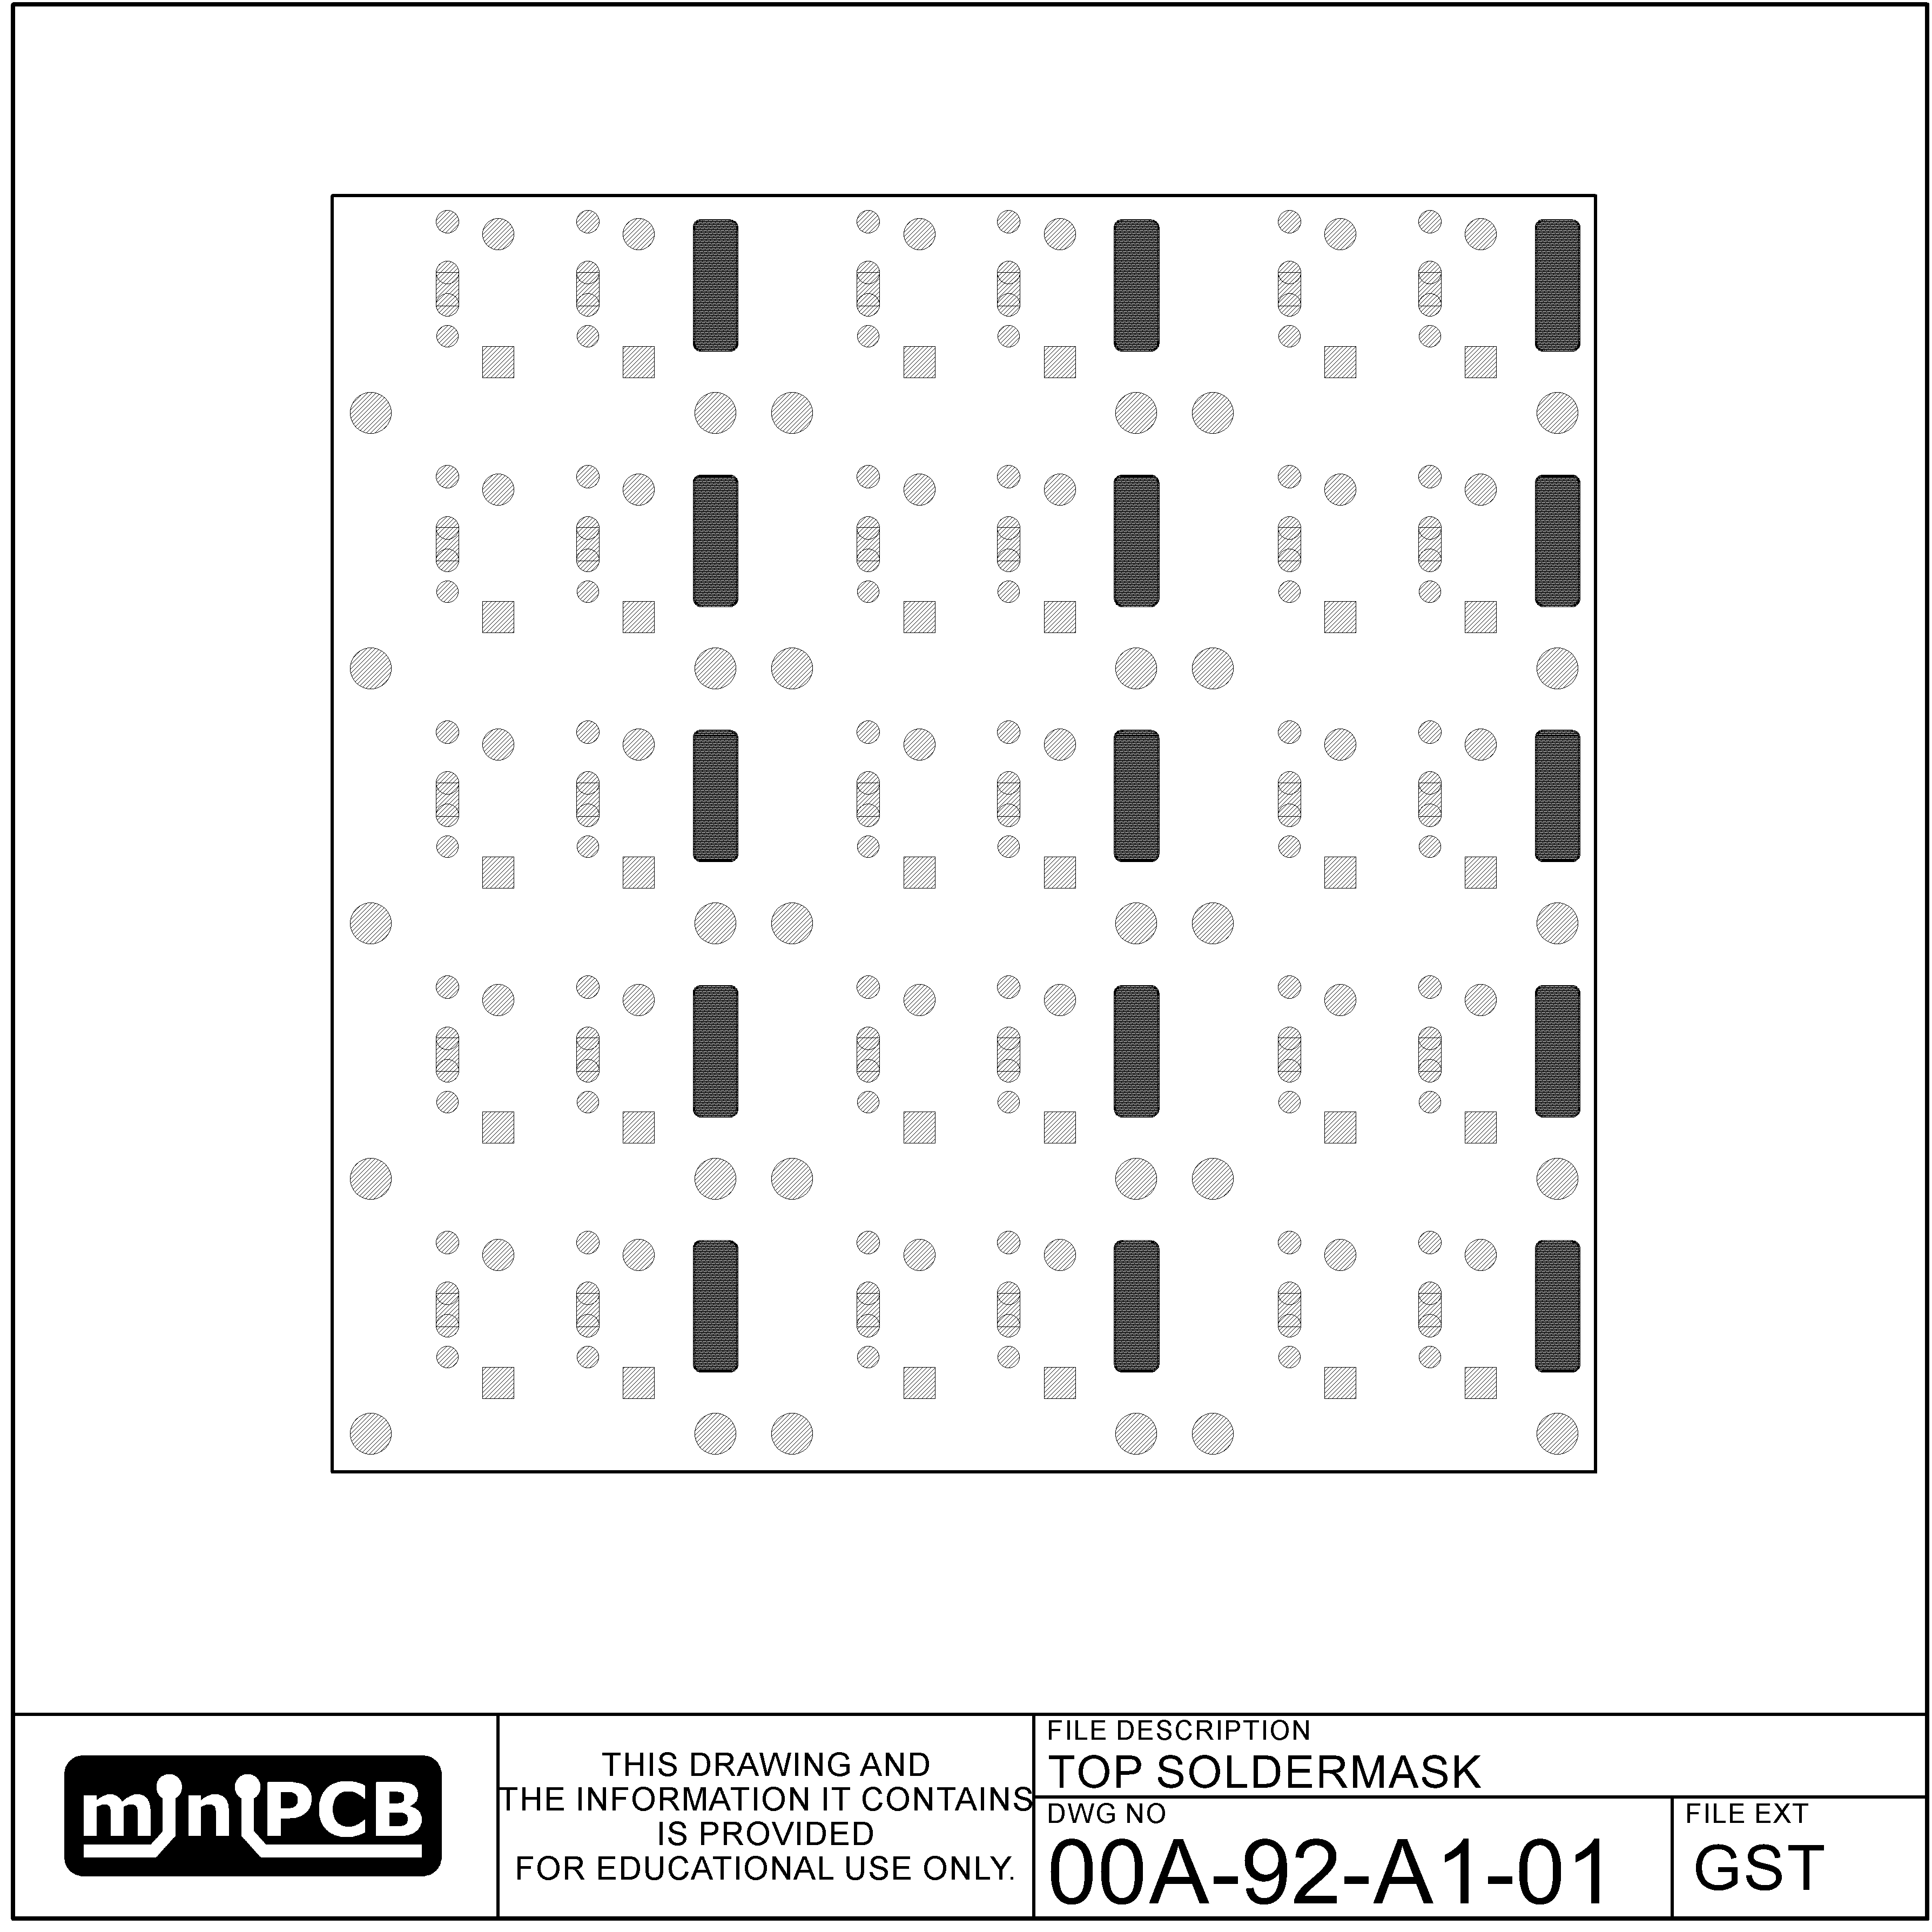 miniPCB
THIS DRAWING AND
THE INFORMATION IT CONTAINS
IS PROVIDED
FOR EDUCATIONAL USE ONLY.
FILE DESCRIPTION
TOP SOLDERMASK
DWG NO
00A-92-A1-01
FILE EXT
GST